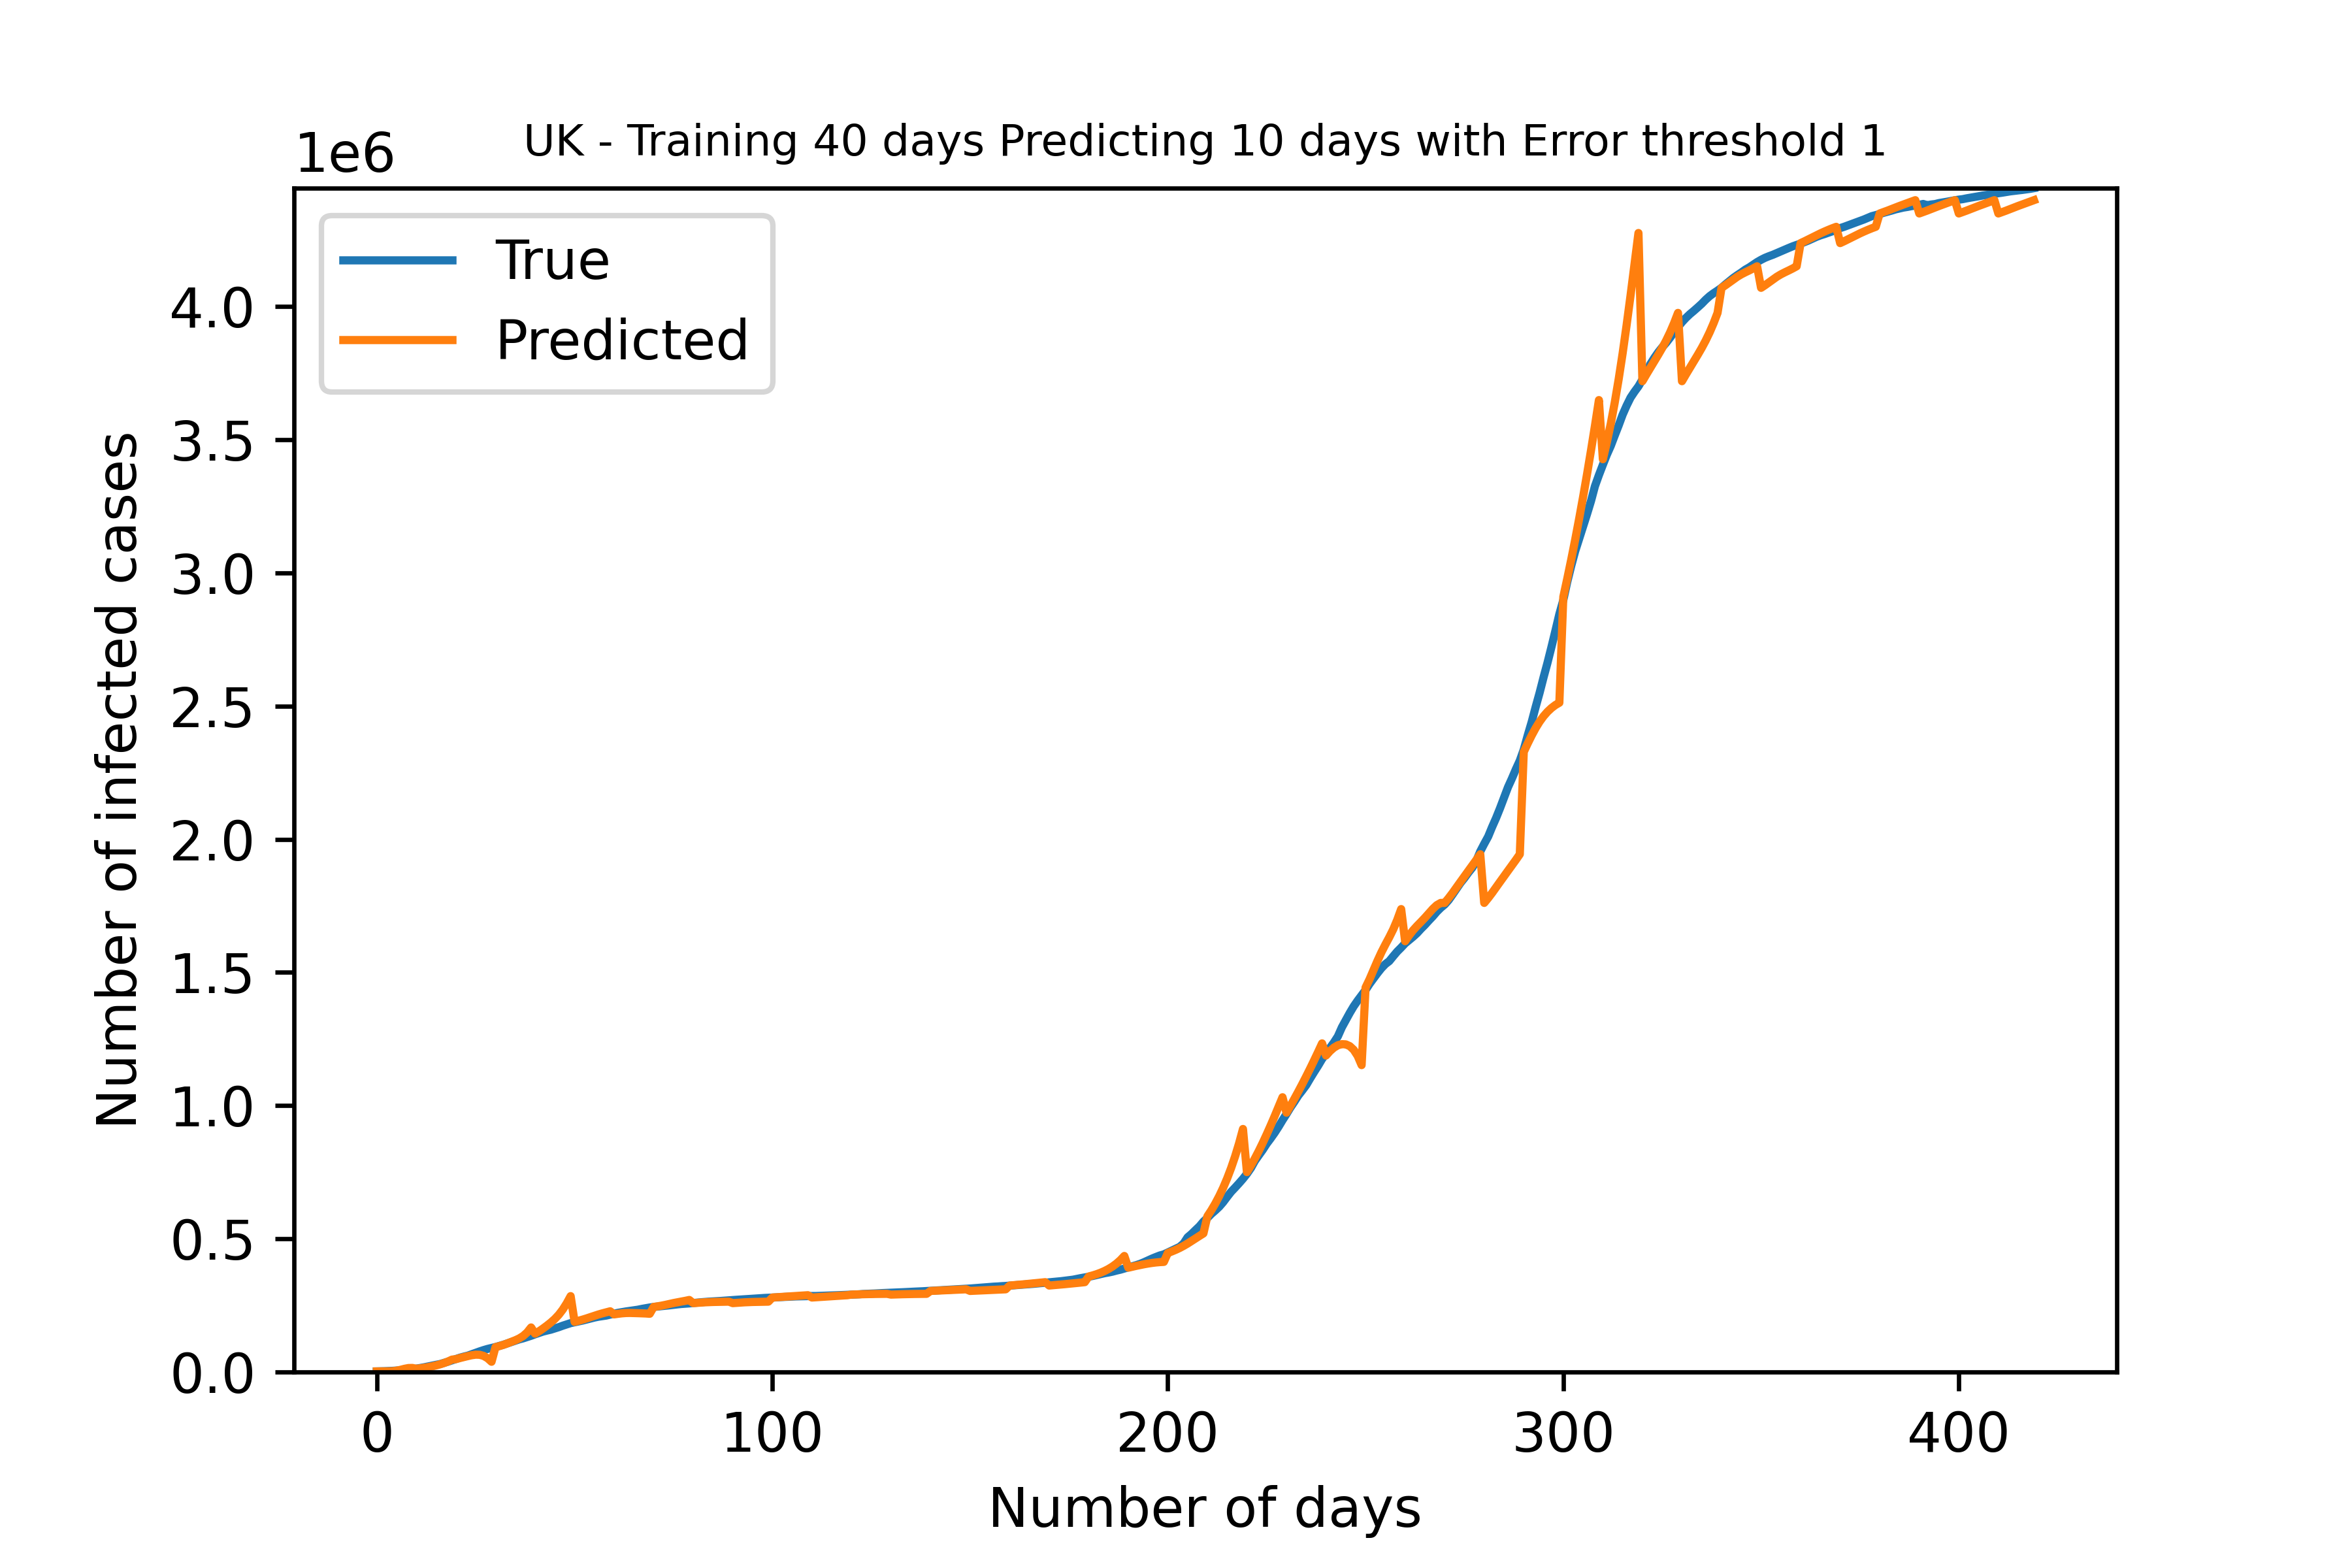 UK - Training 40 days Predicting 10 days with Error threshold 1
1e6
True
Predicted
4.0
3.5
3.0
2.5
2.0
1.5
1.0
0.5
0.0
Number of infected cases
0 100 200 300 400
Number of days